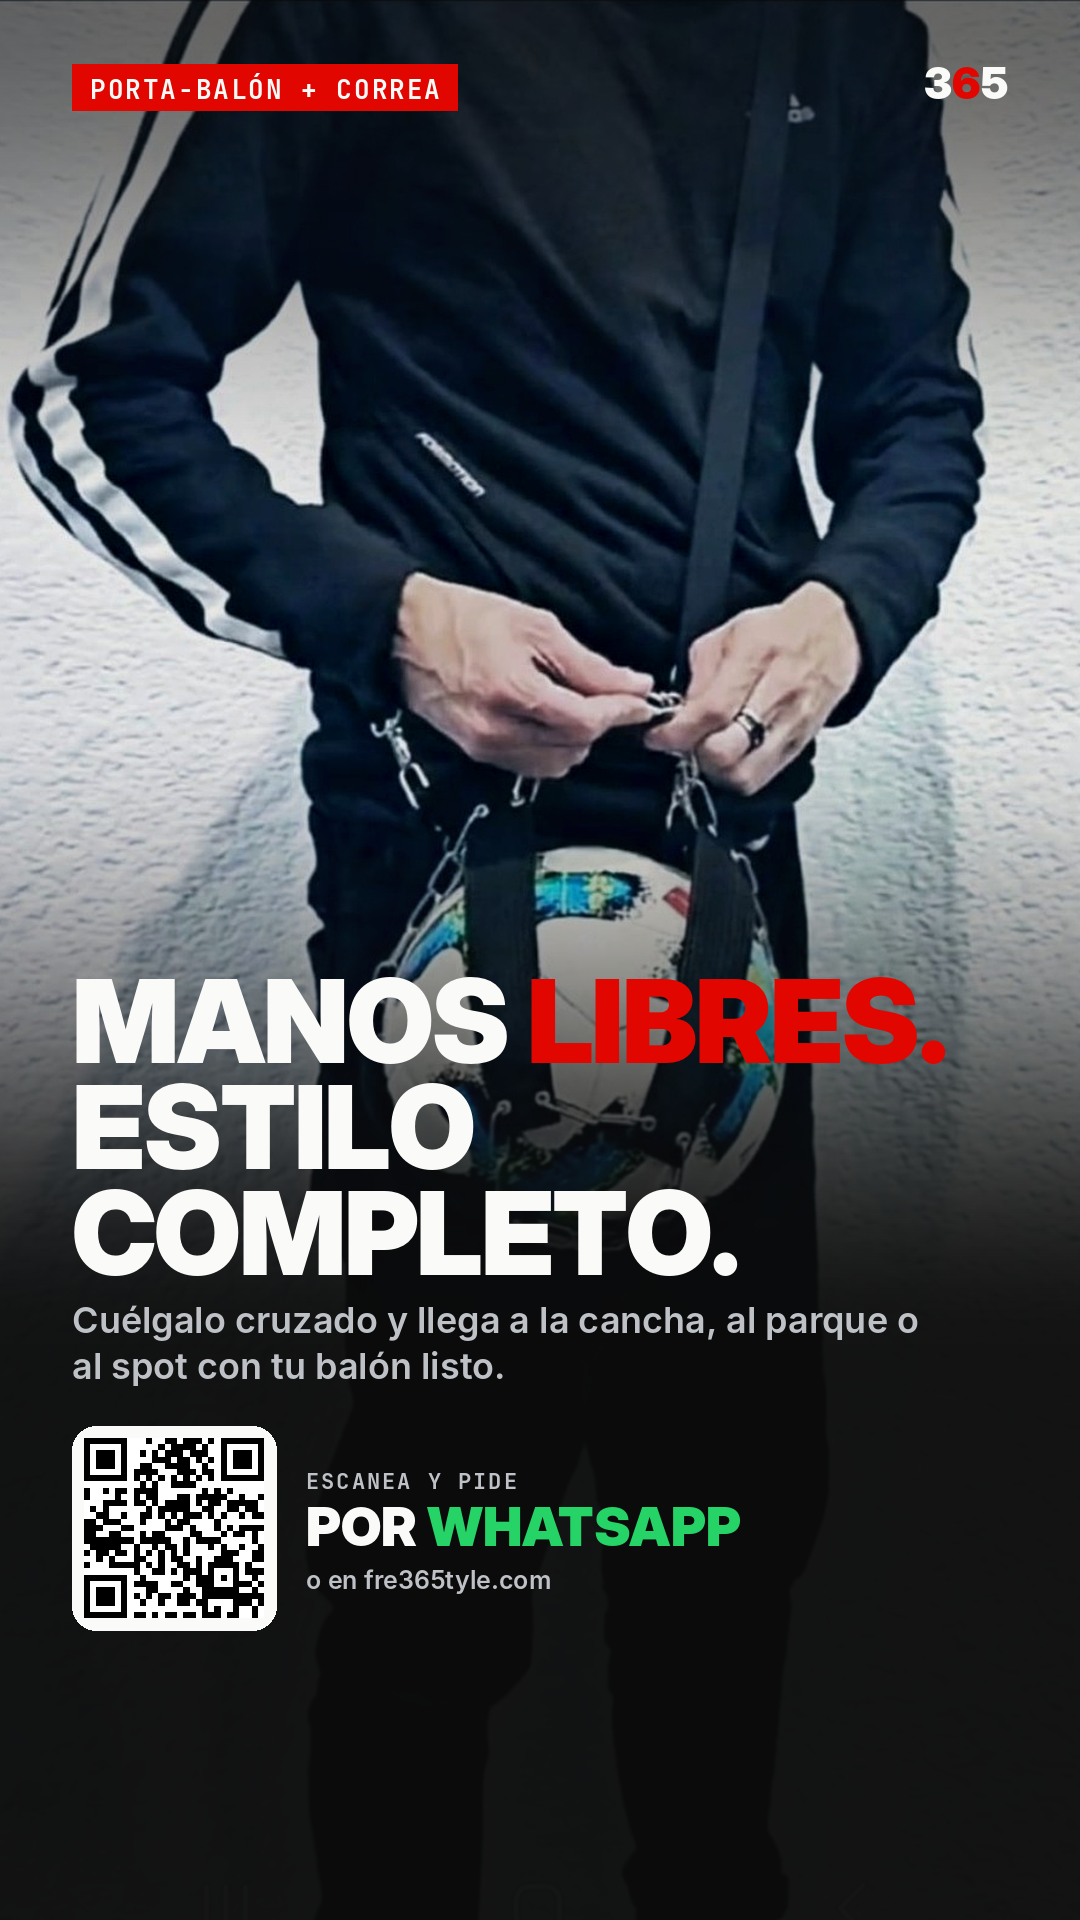 PORTA-BALÓN + CORREA
365
MANOS LIBRES.
ESTILO
COMPLETO.
Cuélgalo cruzado y llega a la cancha, al parque o
al spot con tu balón listo.
ESCANEA Y PIDE
POR WHATSAPP
o en fre365tyle.com